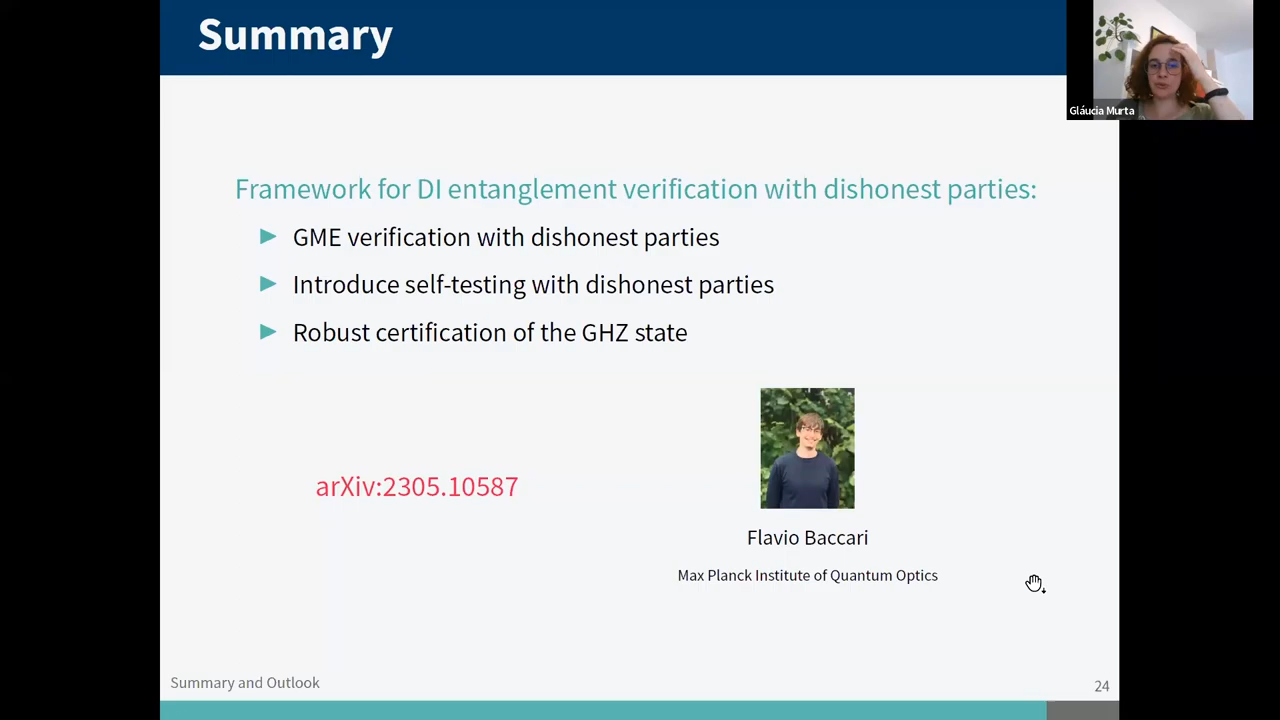 Summary
Gláucia Murta
Framework for DI entanglement verification with dishonest parties:
GME verification with dishonest parties
Introduce self-testing with dishonest parties
Robust certification of the GHZ state
arXiv:2305.10587
Flavio Baccari
Max Planck Institute of Quantum Optics
Summary and Outlook
24